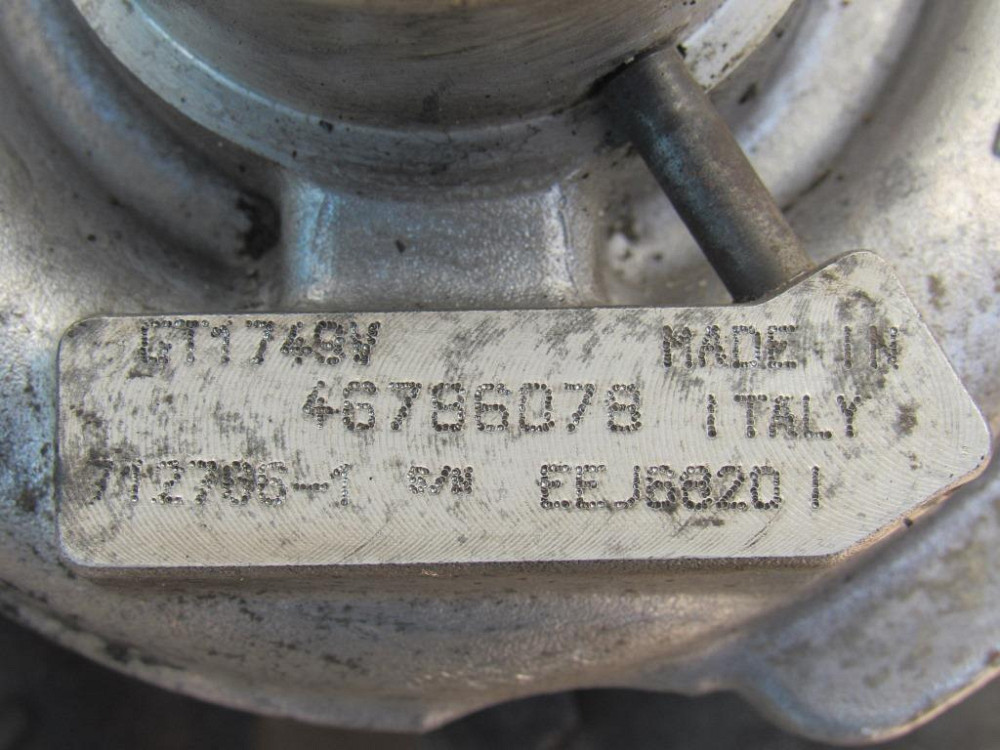 GT1749V MADE IN
46786078 ITALY
712766-1 S/N EEJ68201